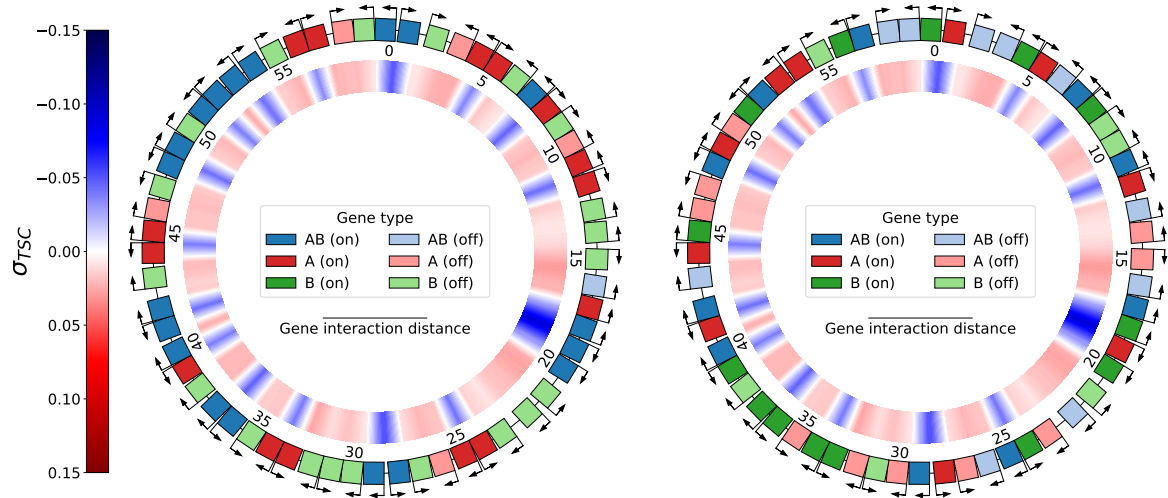 −0.15
−0.10
−0.05
0.00
0.05
0.10
0.15
σTSC
0
5
10
15
20
25
30
35
40
45
50
55
Gene type
AB (on) AB (off)
A (on) A (off)
B (on) B (off)
Gene interaction distance
0
5
10
15
20
25
30
35
40
45
50
55
Gene type
AB (on) AB (off)
A (on) A (off)
B (on) B (off)
Gene interaction distance